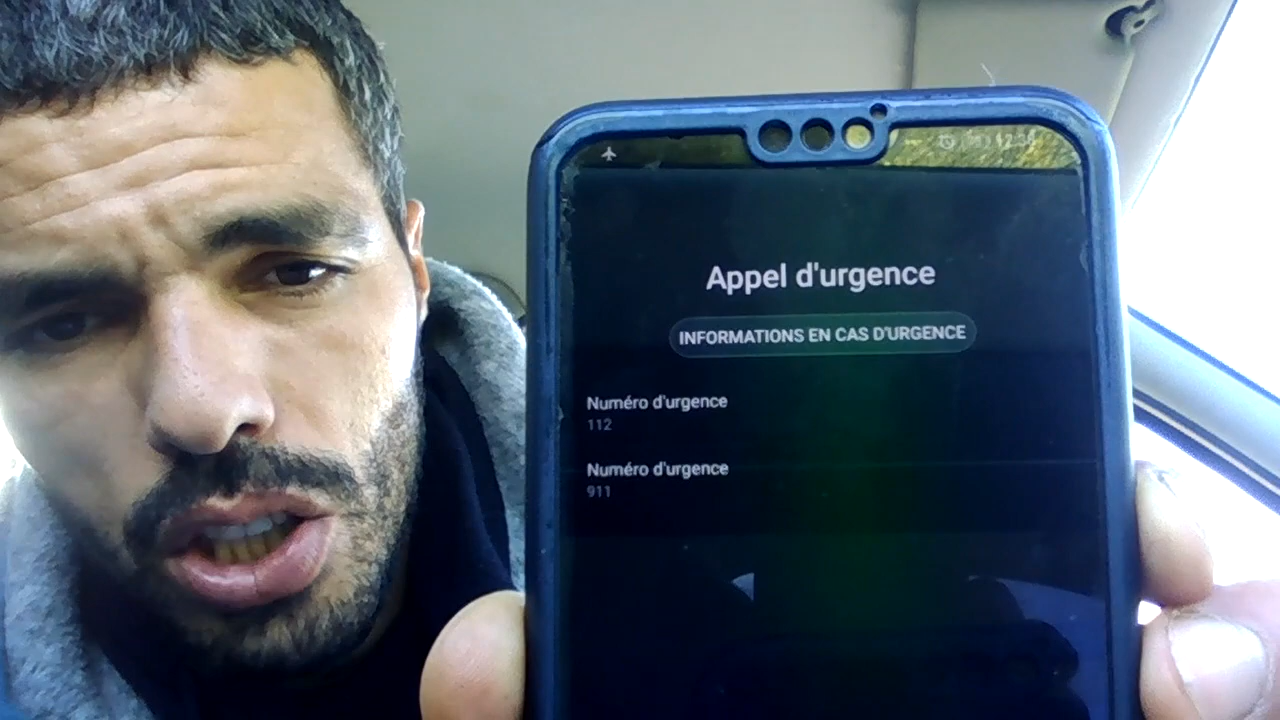 Appel d'urgence
INFORMATIONS EN CAS D'URGENCE
Numéro d'urgence
112
Numéro d'urgence
911